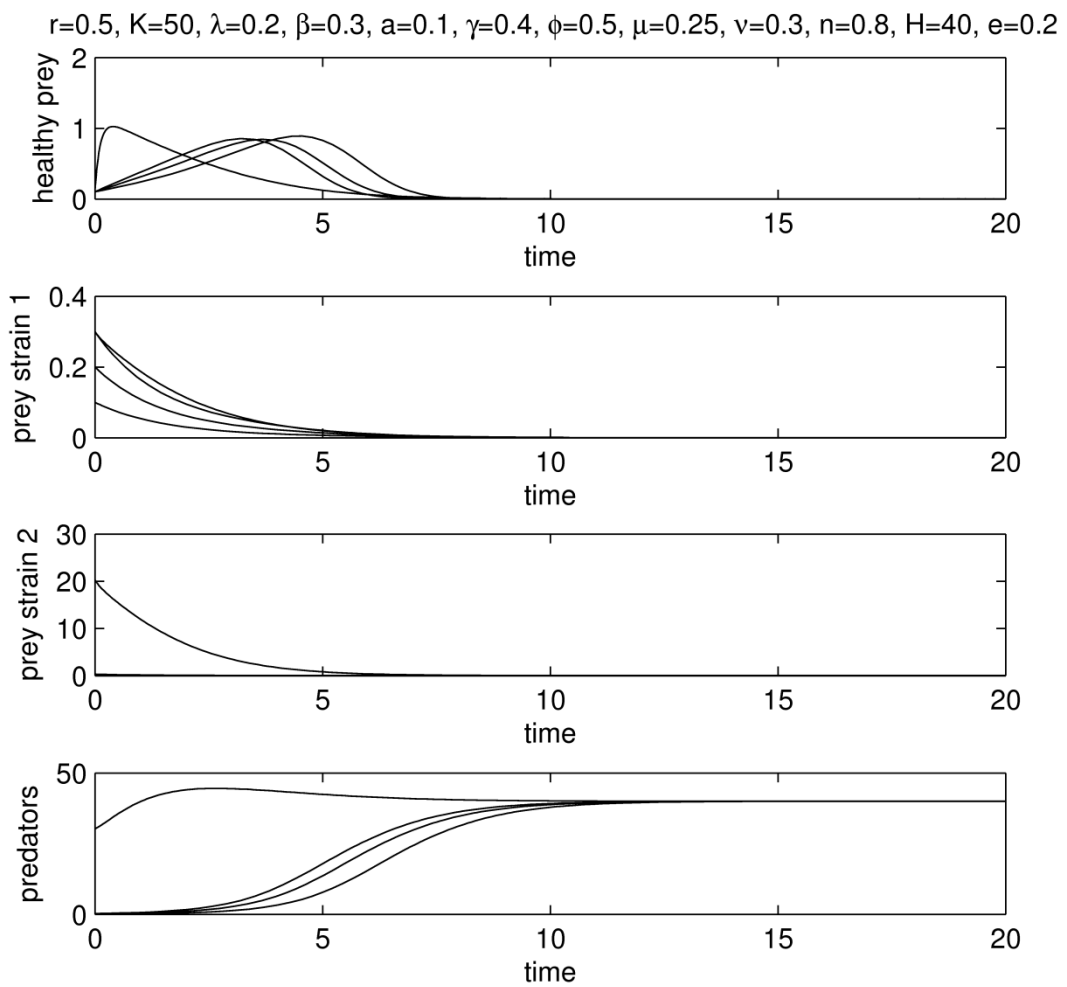 r=0.5, K=50, λ=0.2, β=0.3, a=0.1, γ=0.4, ϕ=0.5, μ=0.25, ν=0.3, n=0.8, H=40, e=0.2
healthy prey
2
1
0
0 5 10 15 20
time
prey strain 1
0.4
0.2
0
0 5 10 15 20
time
prey strain 2
30
20
10
0
0 5 10 15 20
time
predators
50
0
0 5 10 15 20
time